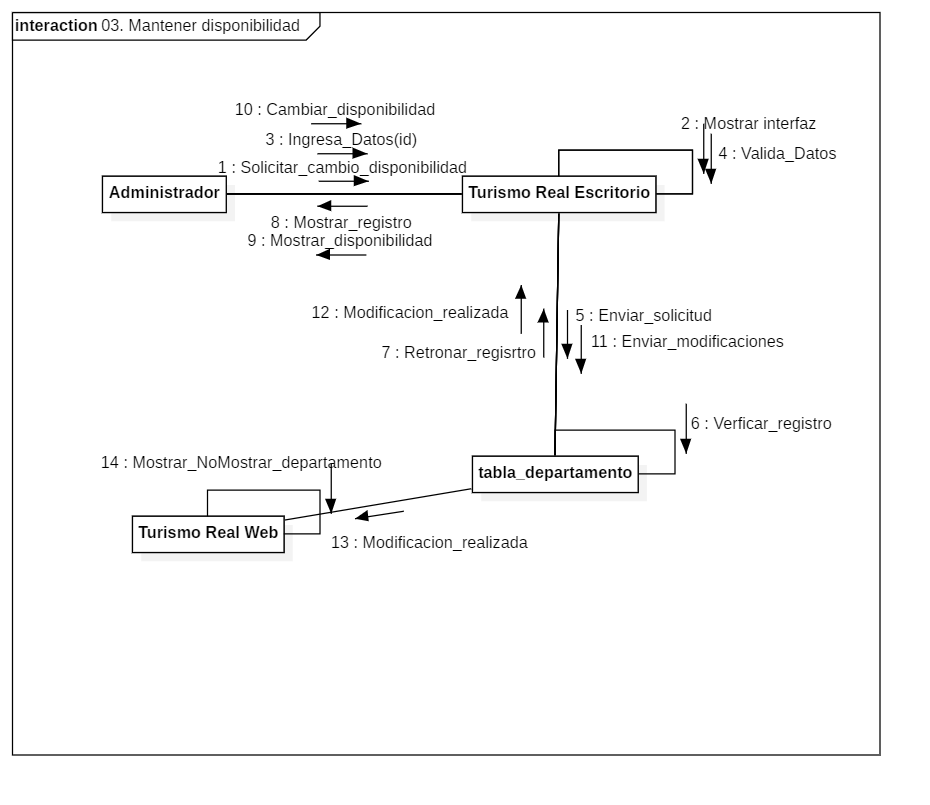 interaction 03. Mantener disponibilidad
10 : Cambiar_disponibilidad
2 : Mostrar interfaz
3 : Ingresa_Datos(id)
4 : Valida_Datos
1 : Solicitar_cambio_disponibilidad
Administrador
Turismo Real Escritorio
8 : Mostrar_registro
9 : Mostrar_disponibilidad
12 : Modificacion_realizada
5 : Enviar_solicitud
11 : Enviar_modificaciones
7 : Retronar_regisrtro
6 : Verficar_registro
14 : Mostrar_NoMostrar_departamento
tabla_departamento
Turismo Real Web
13 : Modificacion_realizada